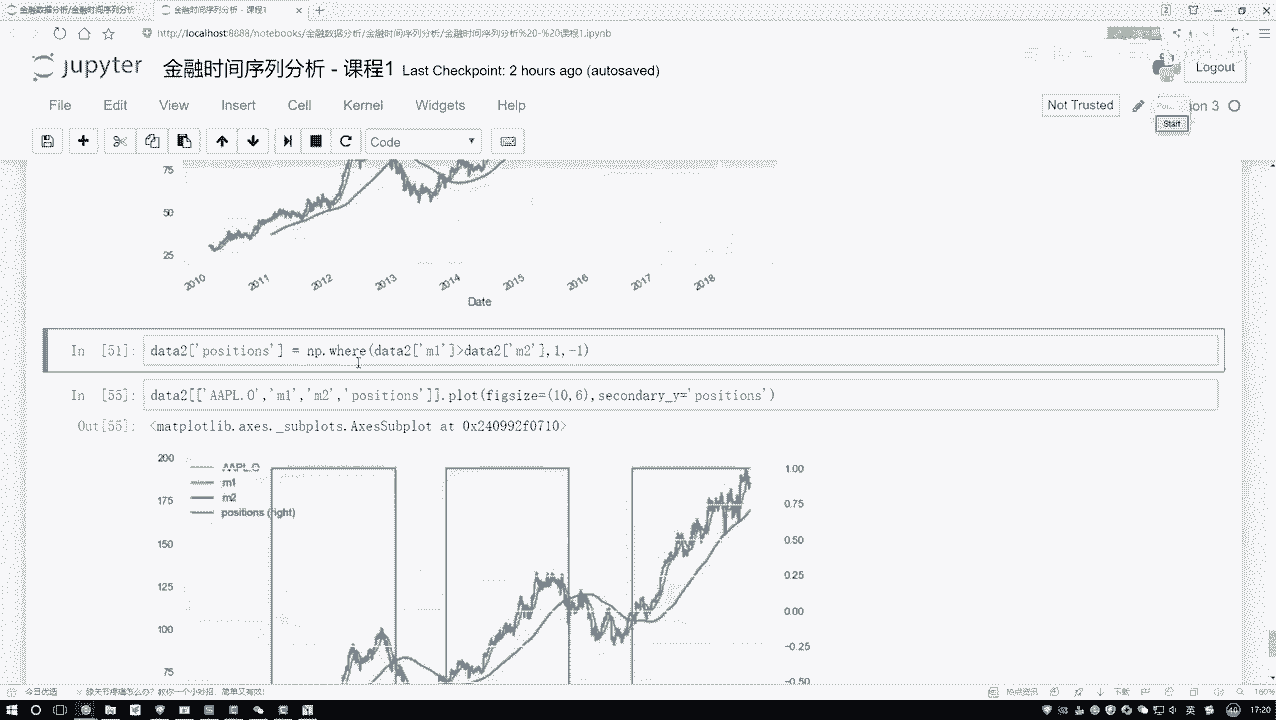 金融数据分析/金融时间序列分析
金融时间序列分析 - 课程1
http://localhost:8888/notebooks/金融数据分析/金融时间序列分析/金融时间序列分析%20-%20课程1.ipynb
jupyter 金融时间序列分析 - 课程1 Last Checkpoint: 2 hours ago (autosaved)
Logout
File Edit View Insert Cell Kernel Widgets Help
Not Trusted
on 3
Start
Code
75
50
25
2010 2011 2012 2013 2014 2015 2016 2017 2018
Date
In [51]: data2['positions'] = np.where(data2['m1']>data2['m2'],1,-1)
In [55]: data2[['AAPL.O','m1','m2','positions']].plot(figsize=(10,6),secondary_y='positions')
Out[55]: <matplotlib.axes._subplots.AxesSubplot at 0x240992f0710>
200
175
150
125
100
75
AAPL.O
m1
m2
positions (right)
1.00
0.75
0.50
0.25
0.00
-0.25
-0.50
今日优选
热点资讯
下载
160%
英
17:20